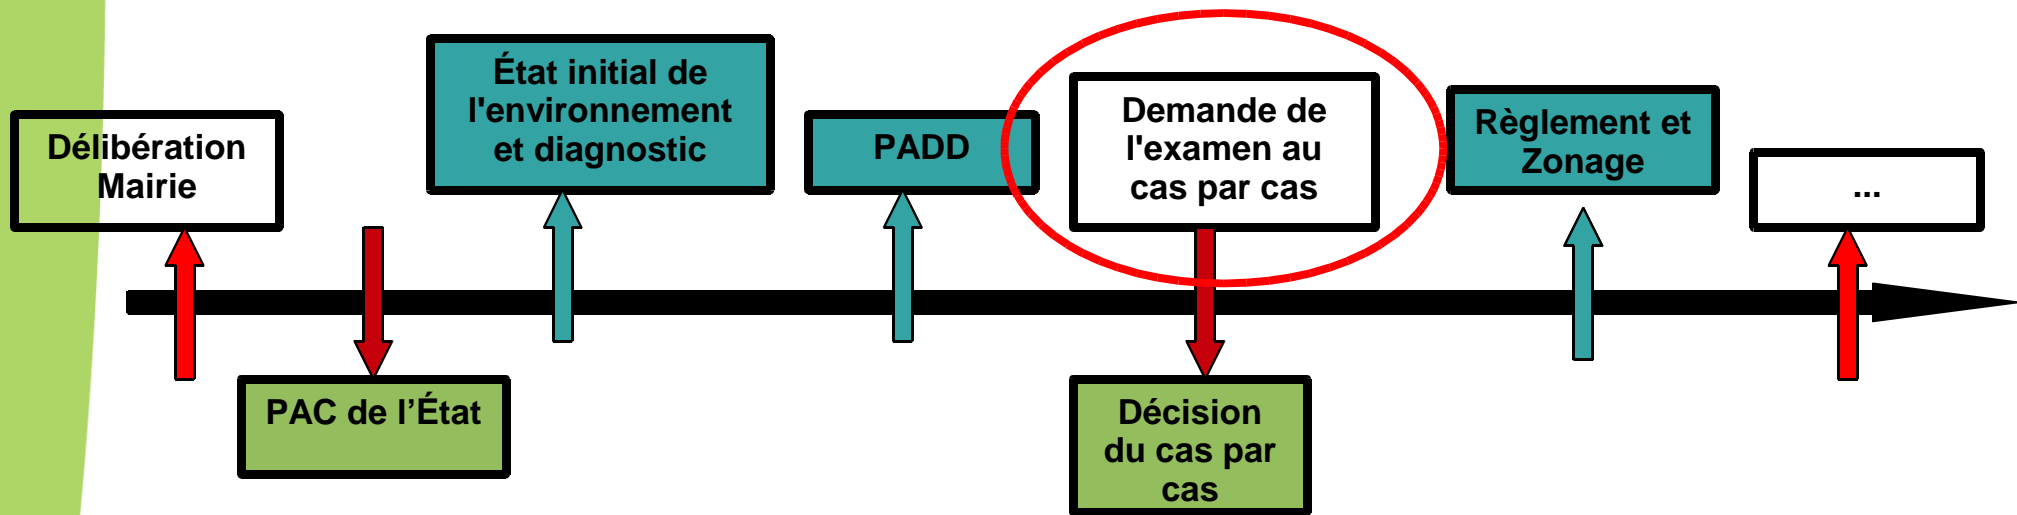 Délibération
Mairie
PAC de l’État
État initial de
l'environnement
et diagnostic
PADD
Demande de
l'examen au
cas par cas
Décision
du cas par
cas
Règlement et
Zonage
...